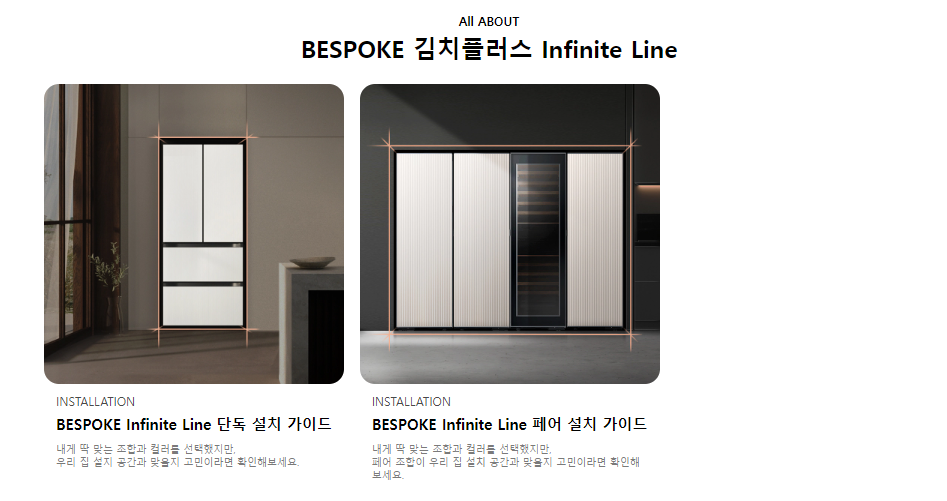 All ABOUT
BESPOKE 김치플러스 Infinite Line
INSTALLATION
BESPOKE Infinite Line 단독 설치 가이드
내게 딱 맞는 조합과 컬러를 선택했지만,
우리 집 설치 공간과 맞을지 고민이라면 확인해보세요.
INSTALLATION
BESPOKE Infinite Line 페어 설치 가이드
내게 딱 맞는 조합과 컬러를 선택했지만,
페어 조합이 우리 집 설치 공간과 맞을지 고민이라면 확인해
보세요.